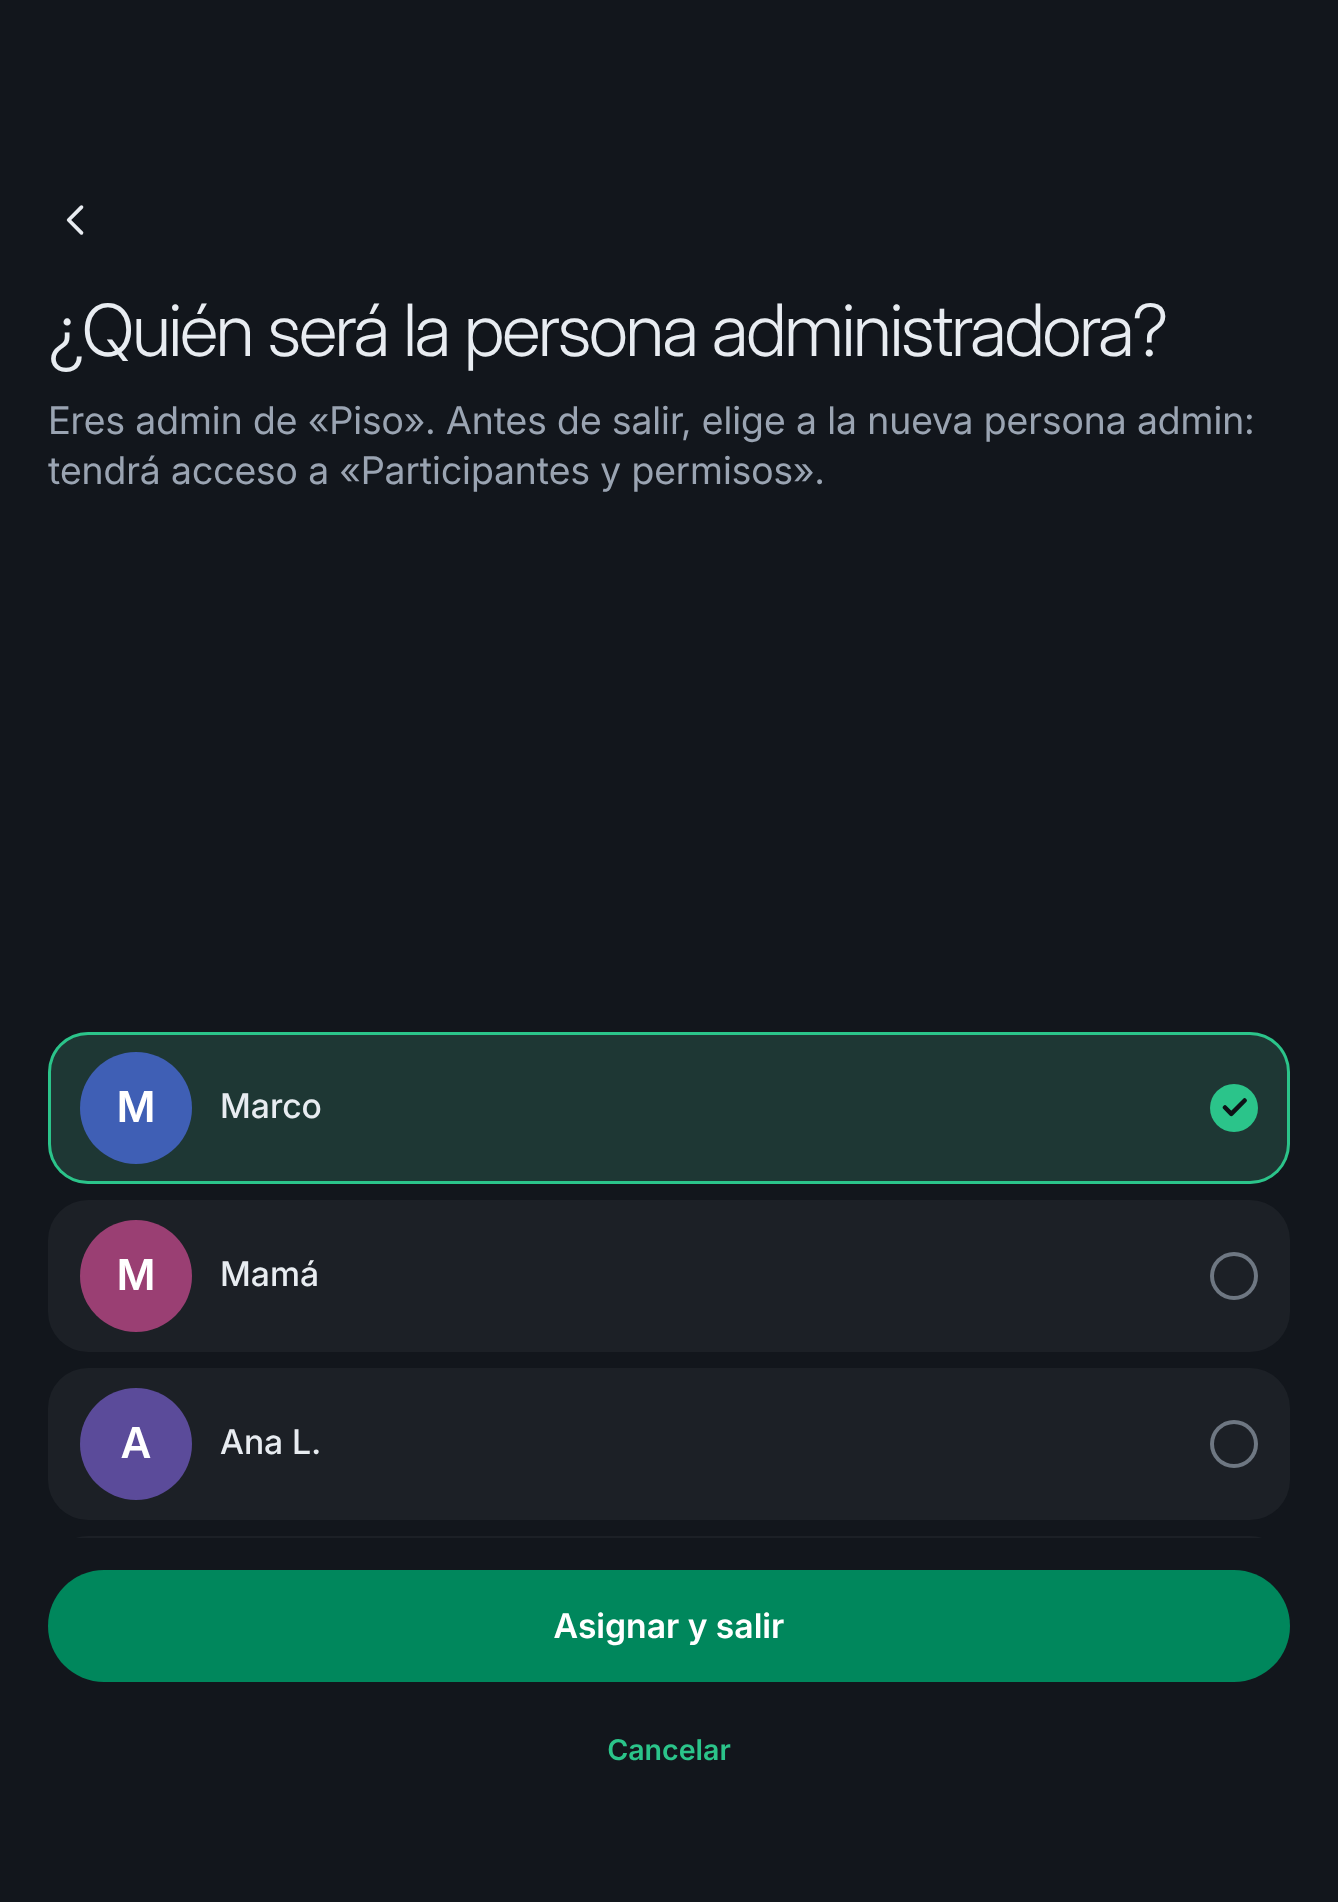 ¿Quién será la persona administradora?
Eres admin de «Piso». Antes de salir, elige a la nueva persona admin:
tendrá acceso a «Participantes y permisos».
M
Marco
M
Mamá
A
Ana L.
Asignar y salir
Cancelar